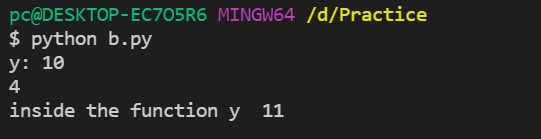 pc@DESKTOP-EC7O5R6 MINGW64 /d/Practice
$ python b.py
y: 10
4
inside the function y  11